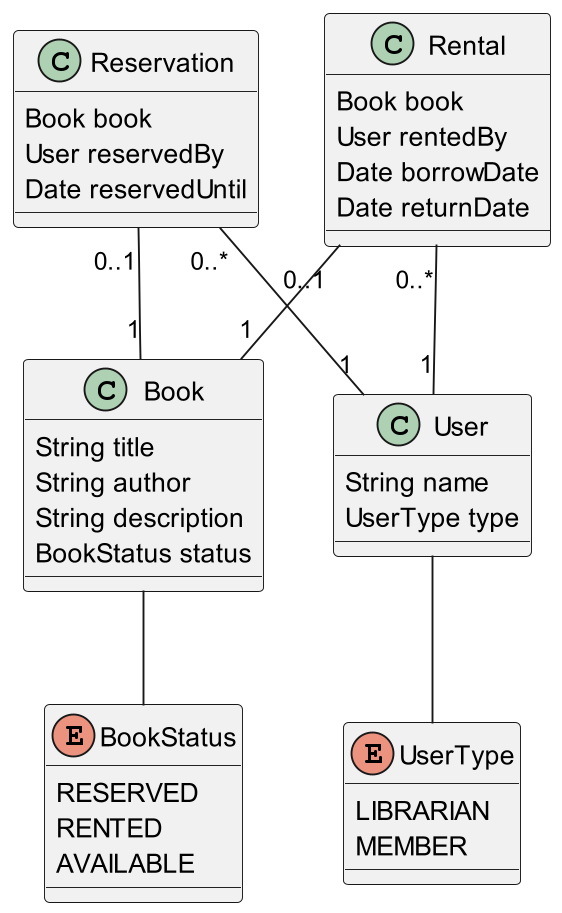 C Reservation
Book book
User reservedBy
Date reservedUntil
C Rental
Book book
User rentedBy
Date borrowDate
Date returnDate
0..1
0..*
0..1
0..*
1
1
1
1
C Book
String title
String author
String description
BookStatus status
C User
String name
UserType type
E BookStatus
RESERVED
RENTED
AVAILABLE
E UserType
LIBRARIAN
MEMBER